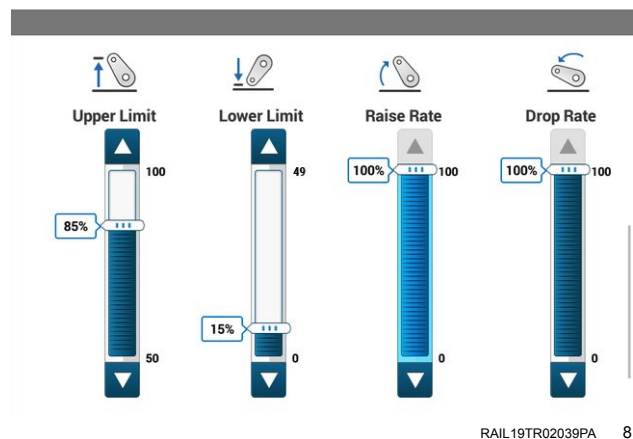 Upper Limit
Lower Limit
Raise Rate
Drop Rate
100
49
100%
100
100%
100
85%
15%
50
0
0
0
RAIL19TR02039PA 8